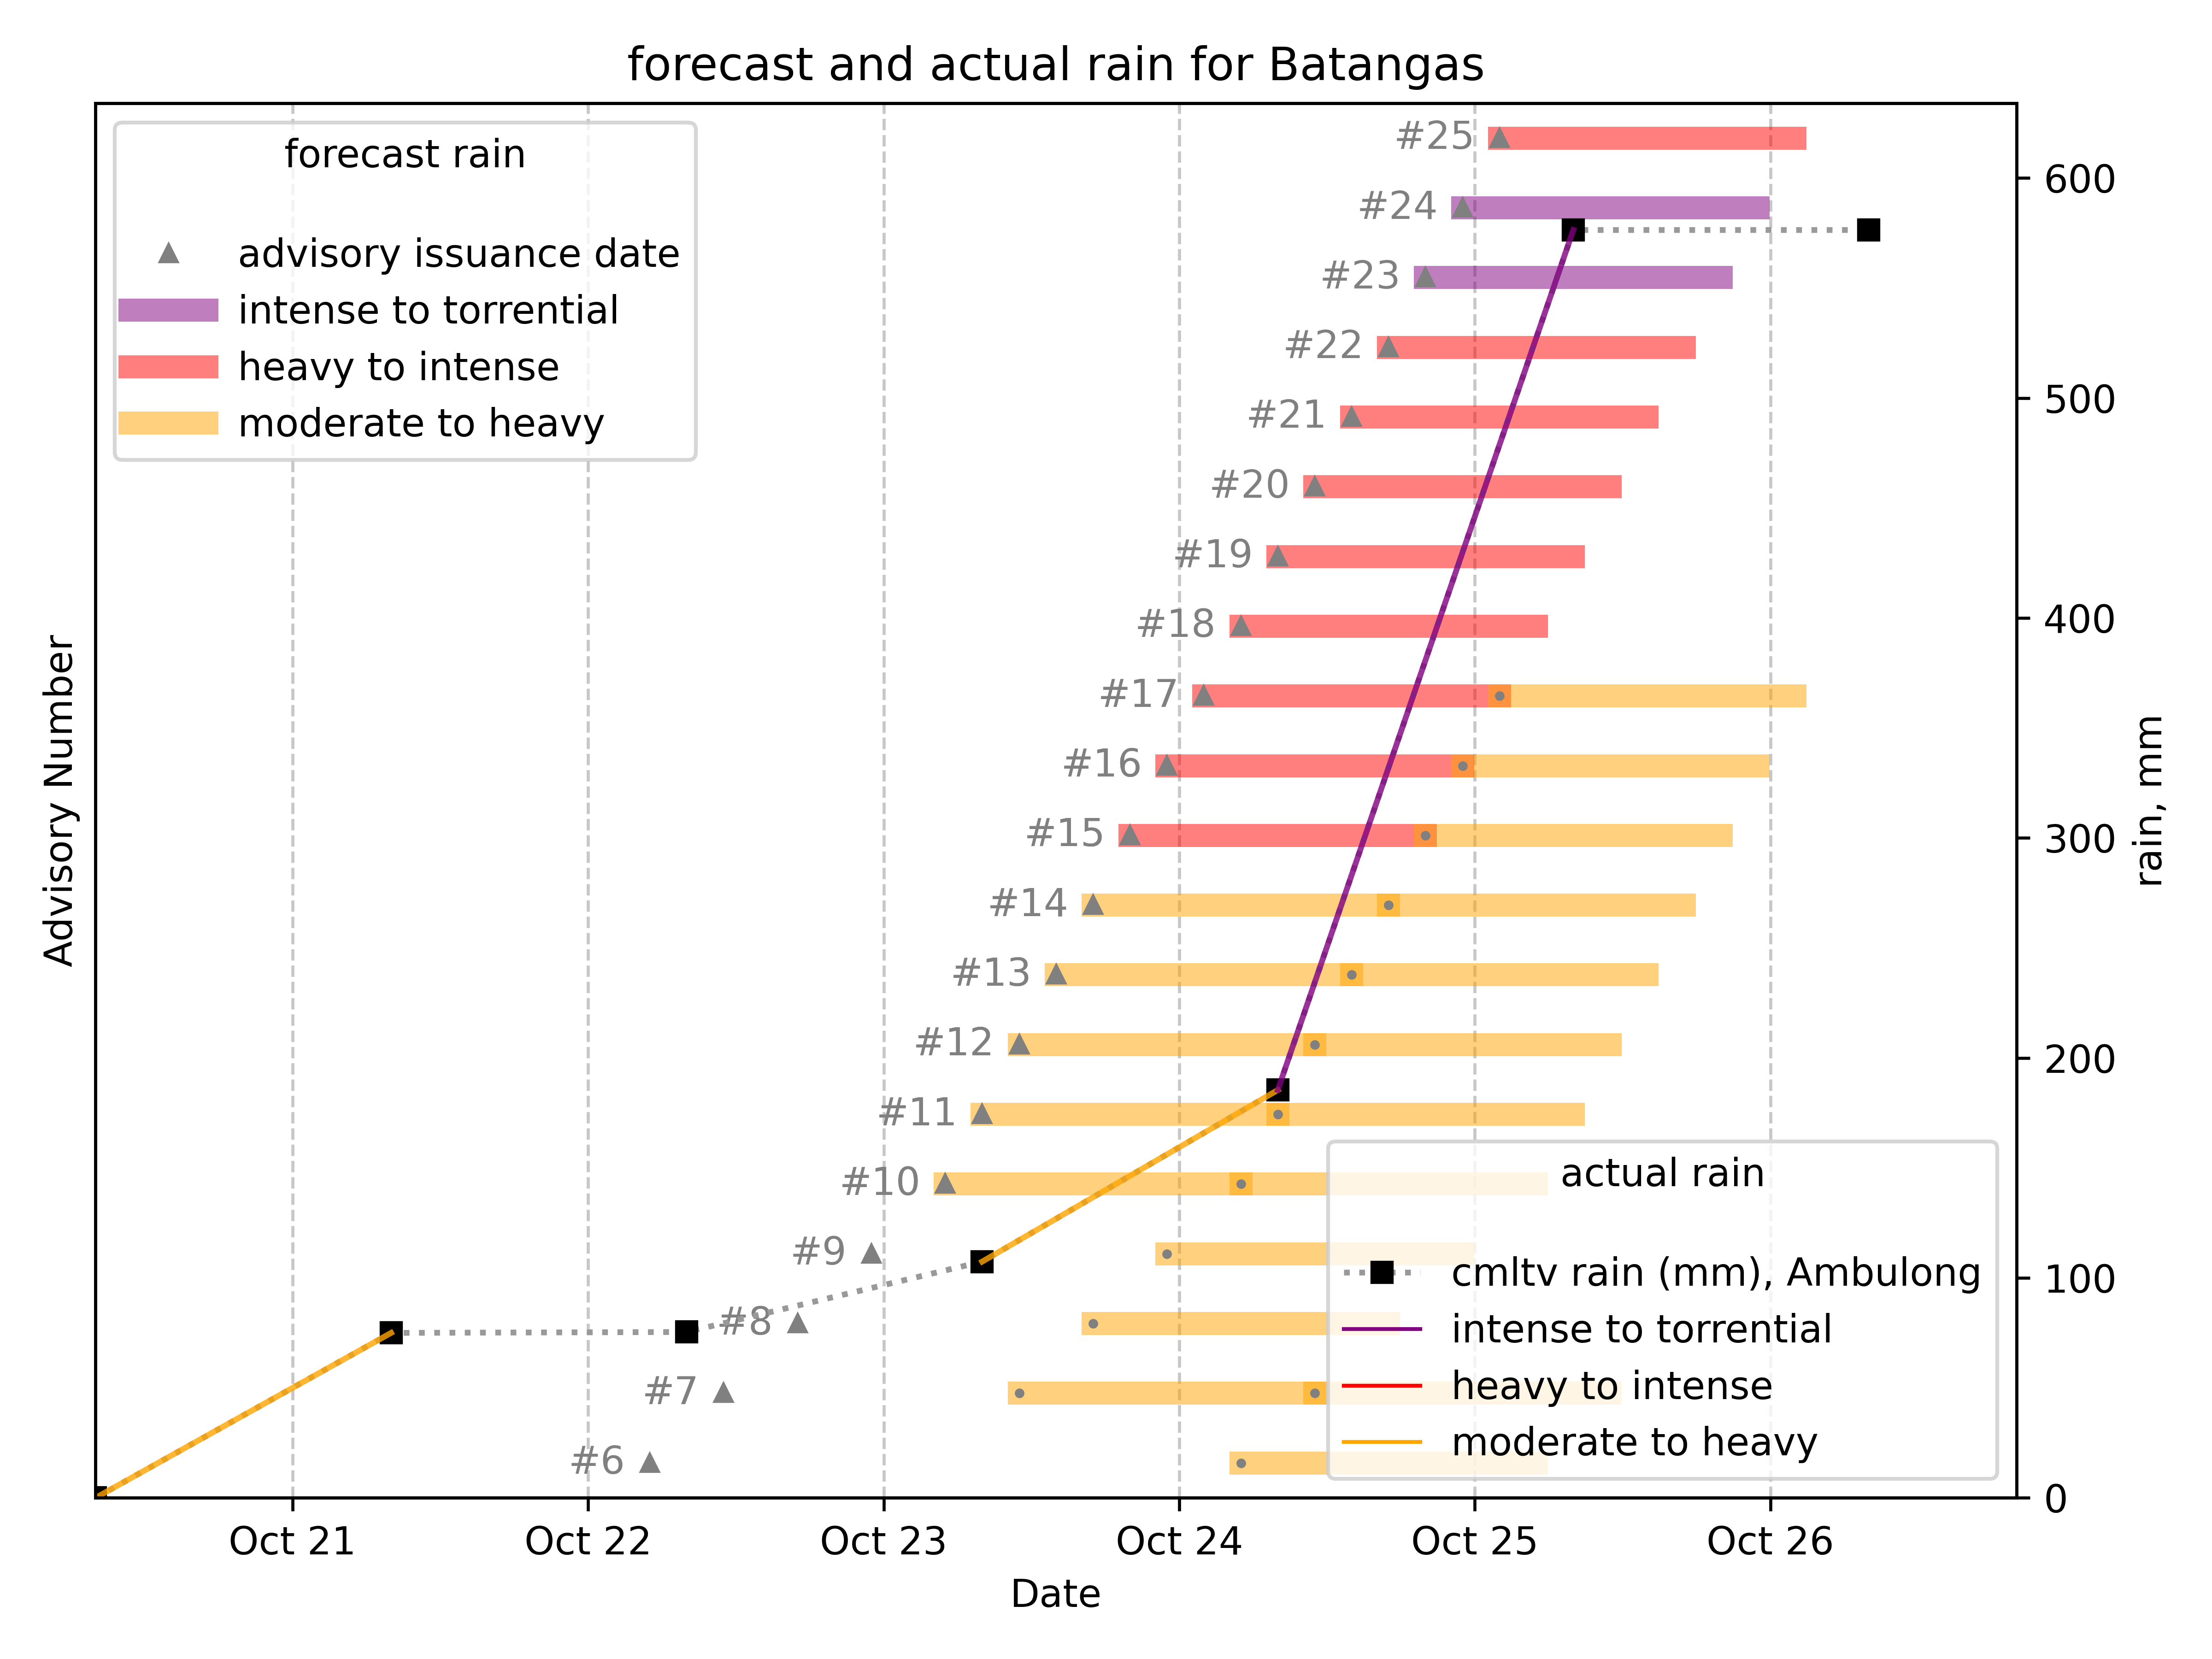 forecast and actual rain for Batangas
forecast rain
advisory issuance date
intense to torrential
heavy to intense
moderate to heavy
#25
#24
#23
#22
#21
#20
#19
#18
#17
#16
#15
#14
#13
#12
#11
#10
#9
#8
#7
#6
Advisory Number
600
500
400
300
200
100
0
rain, mm
actual rain
cmltv rain (mm), Ambulong
intense to torrential
heavy to intense
moderate to heavy
Oct 21 Oct 22 Oct 23 Oct 24 Oct 25 Oct 26
Date